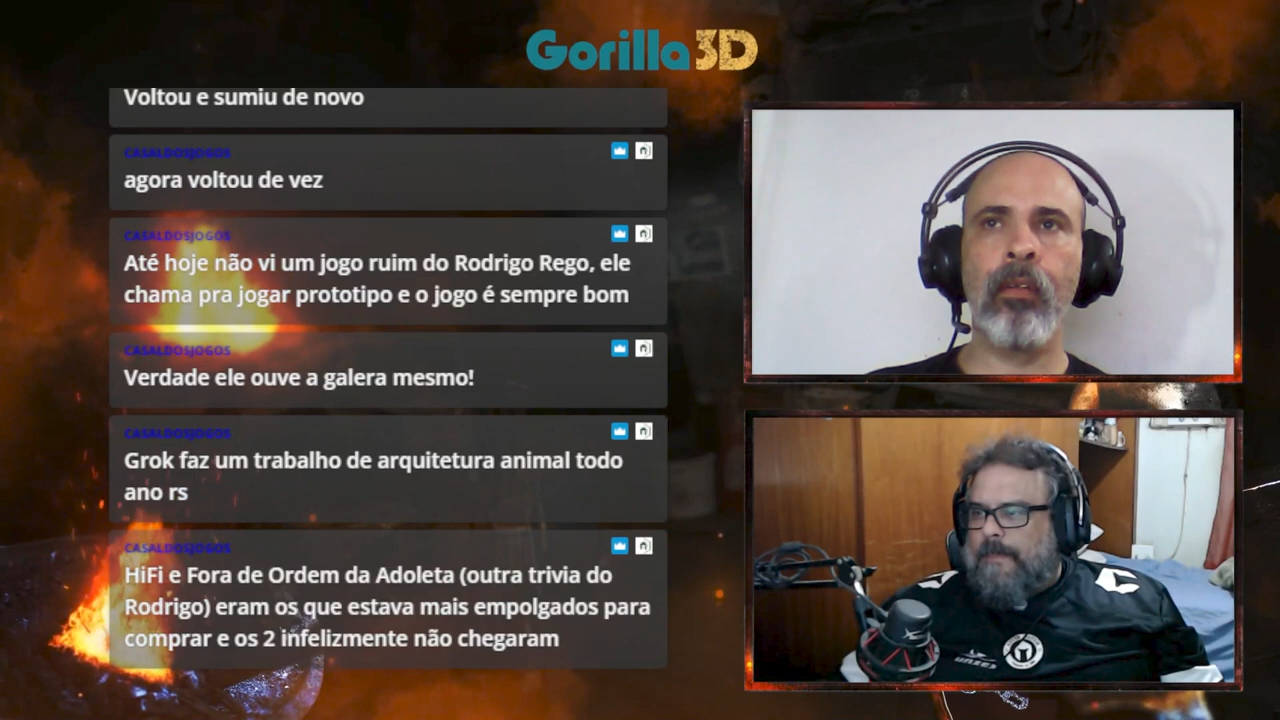 Gorilla3D
Voltou e sumiu de novo
CASALDOSJOGOS
agora voltou de vez
CASALDOSJOGOS
Até hoje não vi um jogo ruim do Rodrigo Rego, ele
chama pra jogar prototipo e o jogo é sempre bom
CASALDOSJOGOS
Verdade ele ouve a galera mesmo!
CASALDOSJOGOS
Grok faz um trabalho de arquitetura animal todo
ano rs
CASALDOSJOGOS
HiFi e Fora de Ordem da Adoleta (outra trivia do
Rodrigo) eram os que estava mais empolgados para
comprar e os 2 infelizmente não chegaram